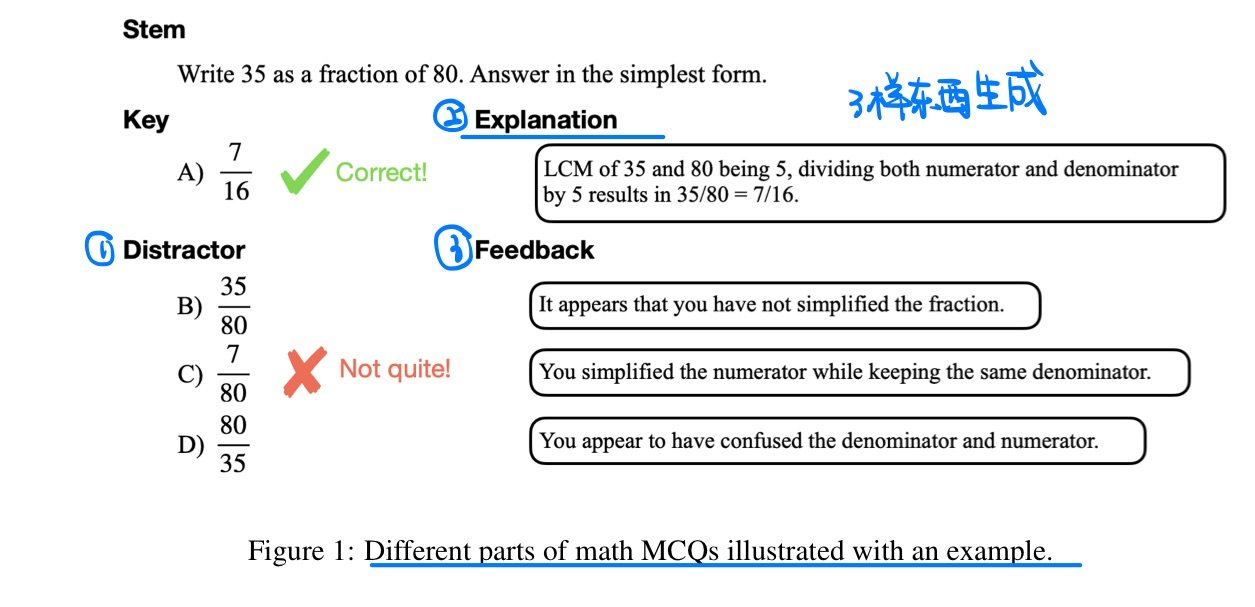 Stem
Write 35 as a fraction of 80. Answer in the simplest form.
3样东西生成
Key
② Explanation
A) 7/16 Correct!
LCM of 35 and 80 being 5, dividing both numerator and denominator
by 5 results in 35/80 = 7/16.
① Distractor
③ Feedback
B) 35/80
It appears that you have not simplified the fraction.
C) 7/80 Not quite!
You simplified the numerator while keeping the same denominator.
D) 80/35
You appear to have confused the denominator and numerator.
Figure 1: Different parts of math MCQs illustrated with an example.